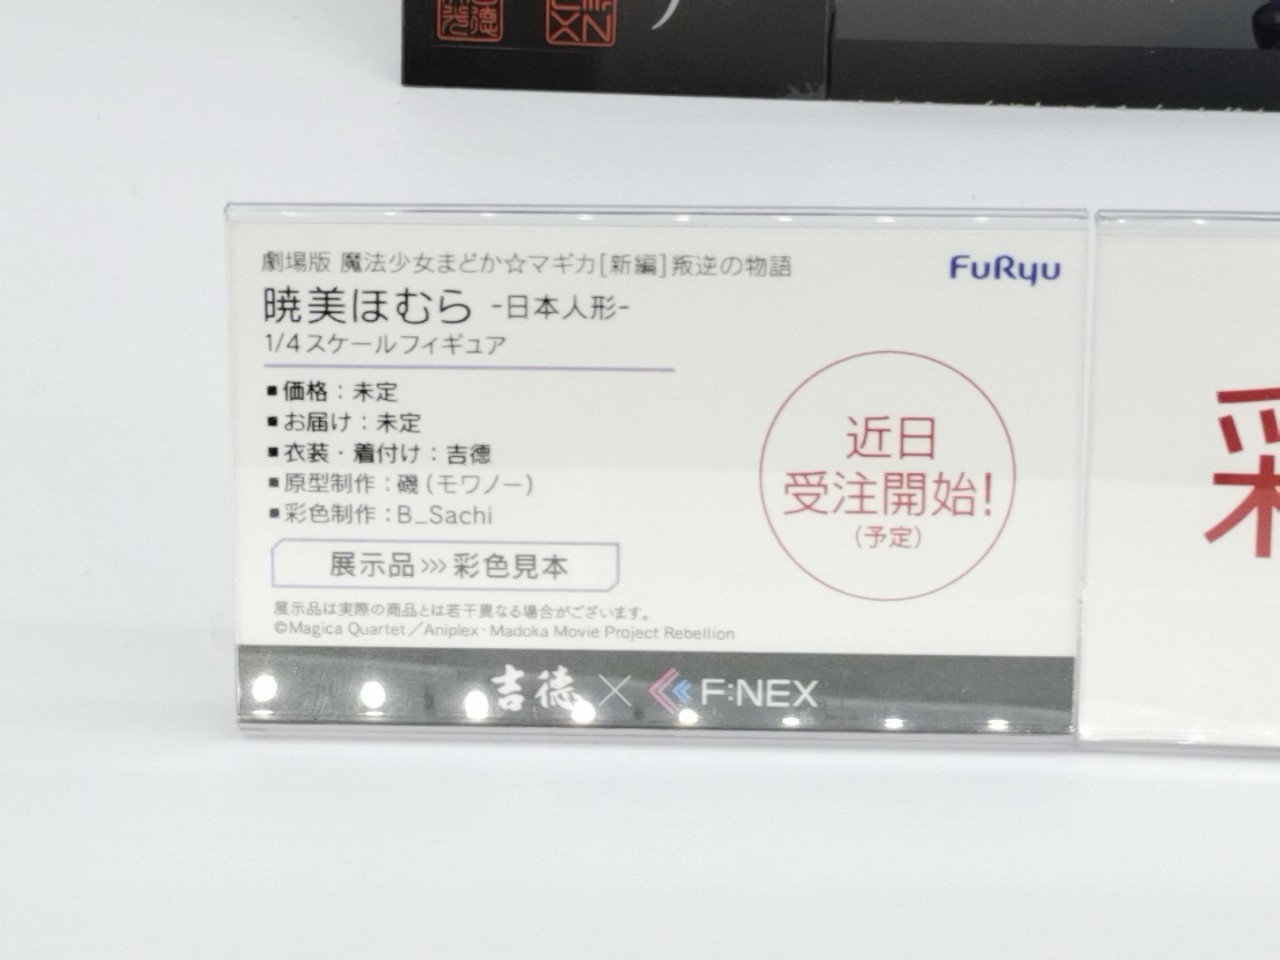 劇場版 魔法少女まどか☆マギカ[新編]叛逆の物語
FuRyu
暁美ほむら -日本人形-
1/4スケールフィギュア
■価格：未定
■お届け：未定
■衣装・着付け：吉徳
■原型制作：磯(モワノー)
■彩色制作：B_Sachi
近日
受注開始!
(予定)
展示品>>>彩色見本
展示品は実際の商品とは若干異なる場合がございます。
©Magica Quartet／Aniplex・Madoka Movie Project Rebellion
吉徳×F:NEX
彩